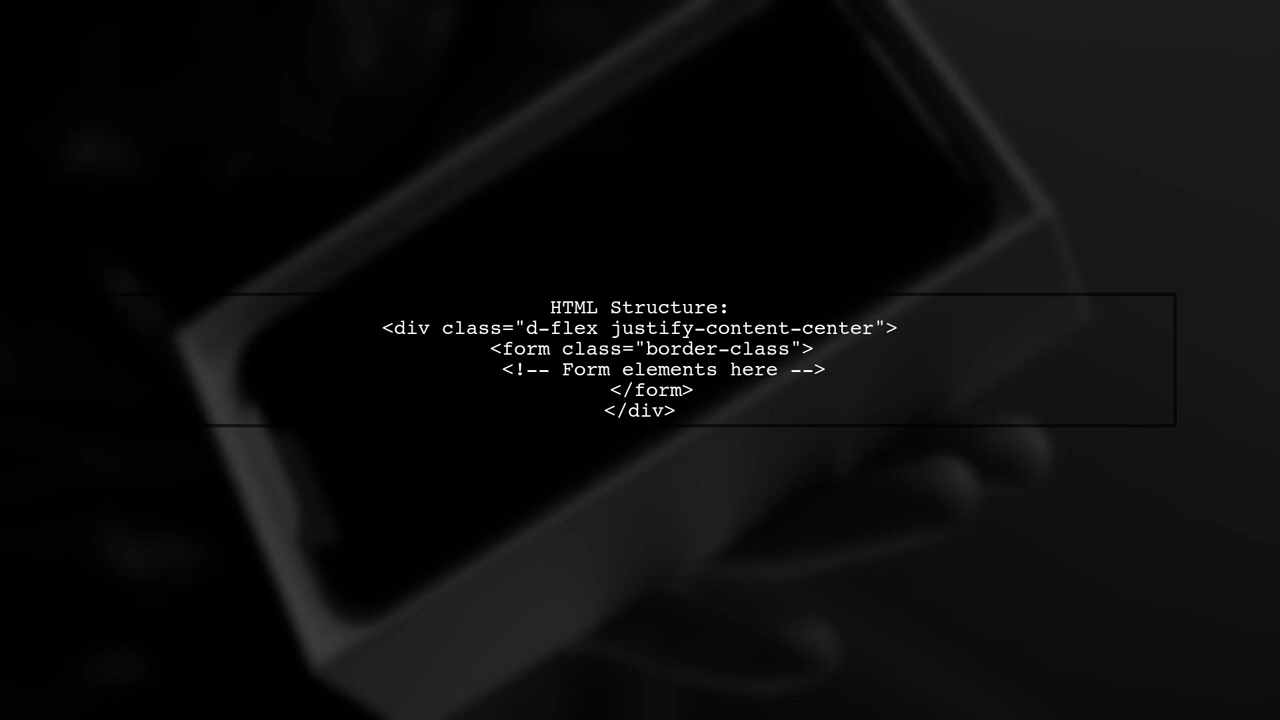 HTML Structure:
<div class="d-flex justify-content-center">
<form class="border-class">
<!-- Form elements here -->
</form>
</div>